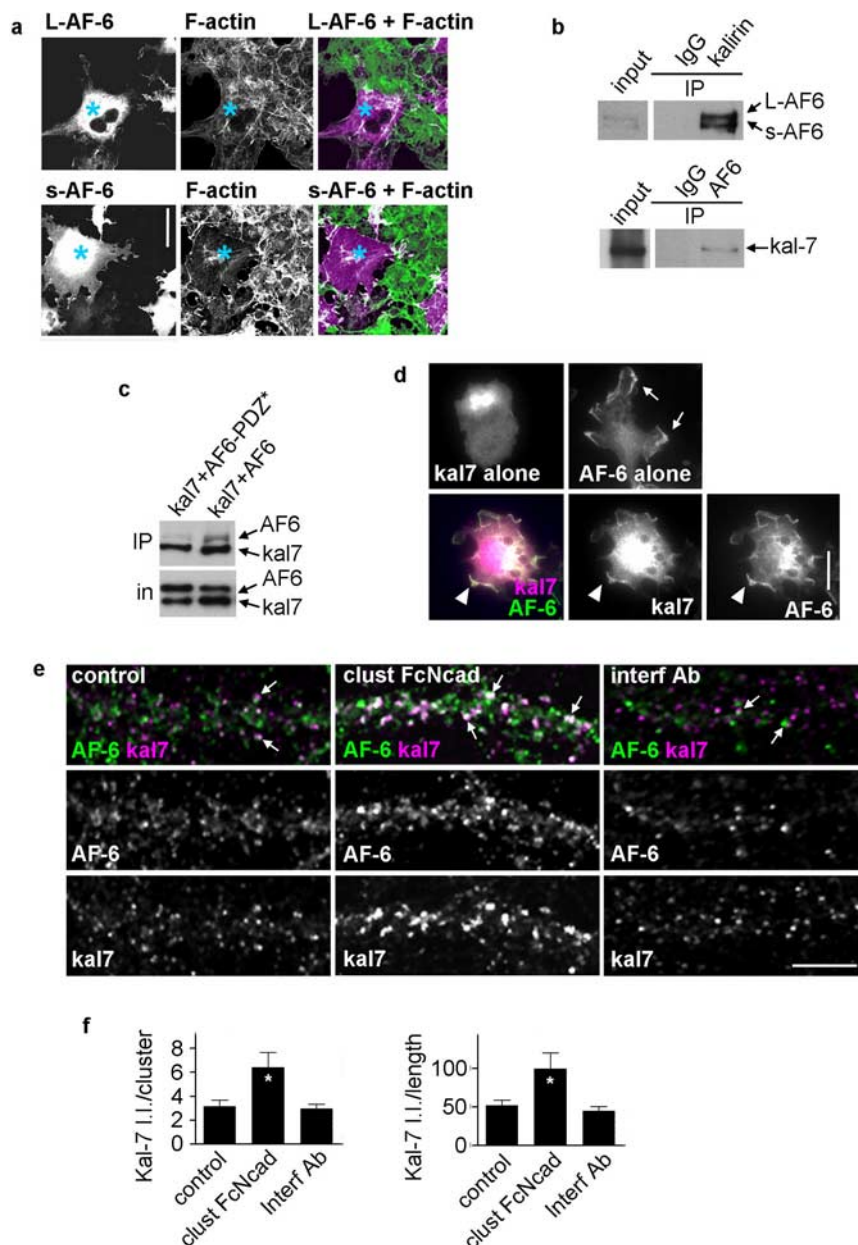 a
L-AF-6 F-actin L-AF-6 + F-actin
*
*
*
s-AF-6 F-actin s-AF-6 + F-actin
*
*
*
b
input IgG kalirin
IP
L-AF6
s-AF6
input IgG AF6
IP
kal-7
c
kal7+AF6-PDZ*
kal7+AF6
IP
AF6
kal7
in
AF6
kal7
d
kal7 alone
AF-6 alone
kal7
AF-6
kal7
AF-6
e
control
clust FcNcad
interf Ab
AF-6 kal7
AF-6 kal7
AF-6 kal7
AF-6
AF-6
AF-6
kal7
kal7
kal7
f
Kal-7 I.I./cluster
8
6
4
2
0
*
control
clust FcNcad
Interf Ab
Kal-7 I.I./length
100
50
0
*
control
clust FcNcad
Interf Ab